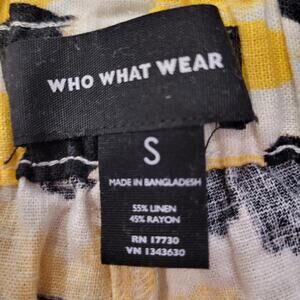 WHO WHAT WEAR
S
MADE IN BANGLADESH
55% LINEN
45% RAYON
RN 17730
VN 1343630